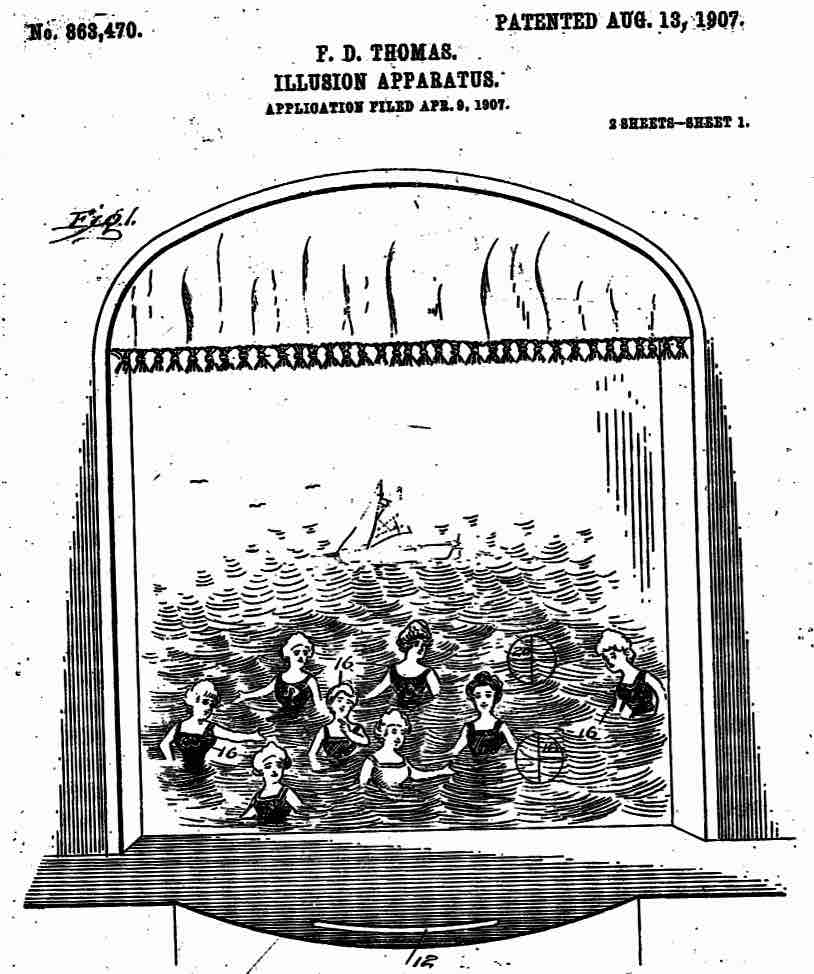 No. 863,470.
PATENTED AUG. 13, 1907.
F. D. THOMAS.
ILLUSION APPARATUS.
APPLICATION FILED APR. 9, 1907.
2 SHEETS—SHEET 1.
Fig. 1.
16
16
16
12